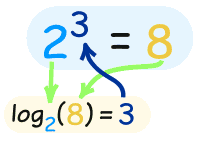 2³ = 8
log₂(8) = 3